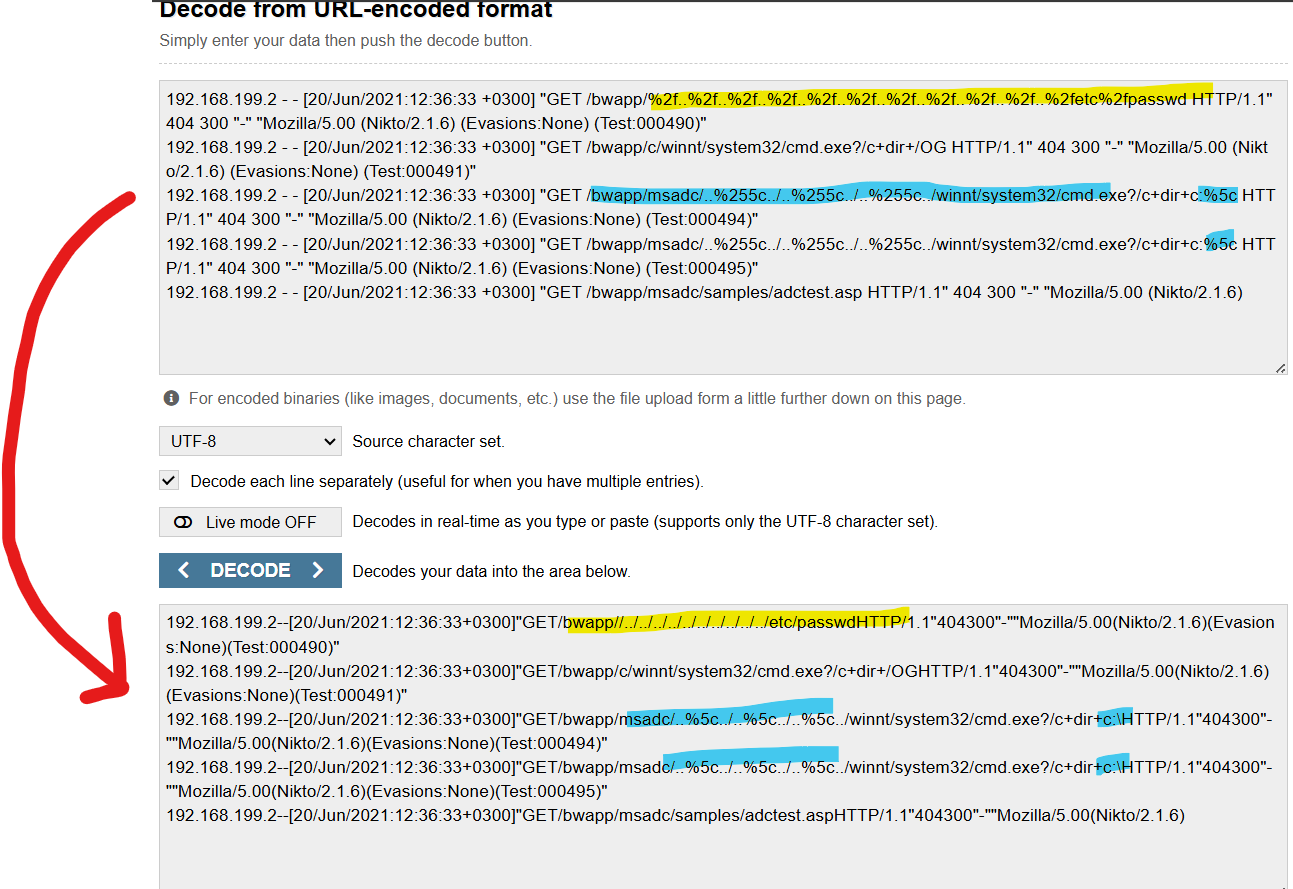 Decode from URL-encoded format
Simply enter your data then push the decode button.
192.168.199.2 - - [20/Jun/2021:12:36:33 +0300] "GET /bwapp/%2f..%2f..%2f..%2f..%2f..%2f..%2f..%2f..%2f..%2f..%2fetc%2fpasswd HTTP/1.1"
404 300 "-" "Mozilla/5.00 (Nikto/2.1.6) (Evasions:None) (Test:000490)"
192.168.199.2 - - [20/Jun/2021:12:36:33 +0300] "GET /bwapp/c/winnt/system32/cmd.exe?/c+dir+/OG HTTP/1.1" 404 300 "-" "Mozilla/5.00 (Nikt
o/2.1.6) (Evasions:None) (Test:000491)"
192.168.199.2 - - [20/Jun/2021:12:36:33 +0300] "GET /bwapp/msadc/..%255c../..%255c../..%255c../winnt/system32/cmd.exe?/c+dir+c:%5c HTT
P/1.1" 404 300 "-" "Mozilla/5.00 (Nikto/2.1.6) (Evasions:None) (Test:000494)"
192.168.199.2 - - [20/Jun/2021:12:36:33 +0300] "GET /bwapp/msadc/..%255c../..%255c../..%255c../winnt/system32/cmd.exe?/c+dir+c:%5c HTT
P/1.1" 404 300 "-" "Mozilla/5.00 (Nikto/2.1.6) (Evasions:None) (Test:000495)"
192.168.199.2 - - [20/Jun/2021:12:36:33 +0300] "GET /bwapp/msadc/samples/adctest.asp HTTP/1.1" 404 300 "-" "Mozilla/5.00 (Nikto/2.1.6)
For encoded binaries (like images, documents, etc.) use the file upload form a little further down on this page.
UTF-8 Source character set.
Decode each line separately (useful for when you have multiple entries).
Live mode OFF Decodes in real-time as you type or paste (supports only the UTF-8 character set).
< DECODE > Decodes your data into the area below.
192.168.199.2--[20/Jun/2021:12:36:33+0300]"GET/bwapp//../../../../../../../../../../etc/passwdHTTP/1.1"404300"-""Mozilla/5.00(Nikto/2.1.6)(Evasion
s:None)(Test:000490)"
192.168.199.2--[20/Jun/2021:12:36:33+0300]"GET/bwapp/c/winnt/system32/cmd.exe?/c+dir+/OGHTTP/1.1"404300"-""Mozilla/5.00(Nikto/2.1.6)
(Evasions:None)(Test:000491)"
192.168.199.2--[20/Jun/2021:12:36:33+0300]"GET/bwapp/msadc/..%5c../..%5c../..%5c../winnt/system32/cmd.exe?/c+dir+c:\HTTP/1.1"404300"-
""Mozilla/5.00(Nikto/2.1.6)(Evasions:None)(Test:000494)"
192.168.199.2--[20/Jun/2021:12:36:33+0300]"GET/bwapp/msadc/..%5c../..%5c../..%5c../winnt/system32/cmd.exe?/c+dir+c:\HTTP/1.1"404300"-
""Mozilla/5.00(Nikto/2.1.6)(Evasions:None)(Test:000495)"
192.168.199.2--[20/Jun/2021:12:36:33+0300]"GET/bwapp/msadc/samples/adctest.aspHTTP/1.1"404300"-""Mozilla/5.00(Nikto/2.1.6)